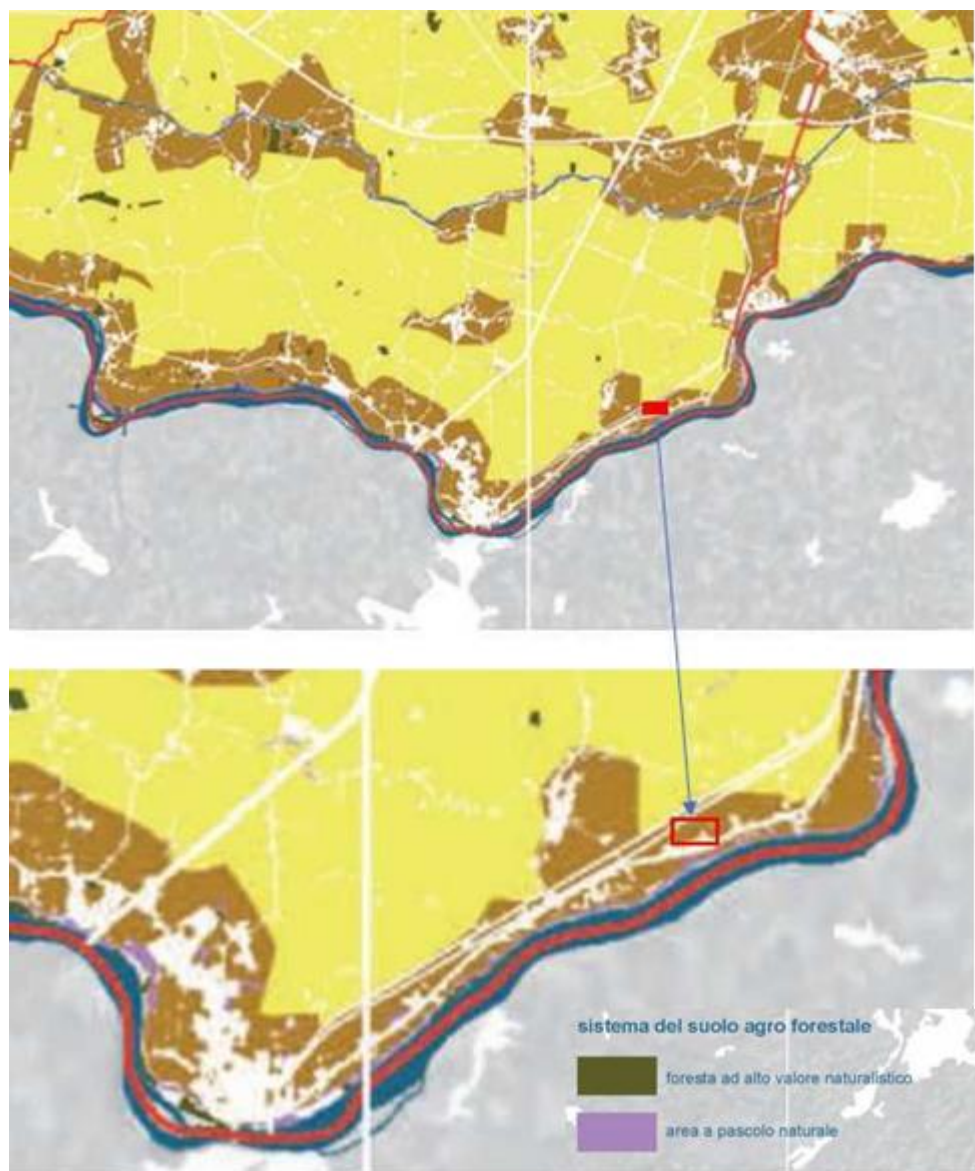 sistema del suolo agro forestale
foresta ad alto valore naturalistico
area a pascolo naturale